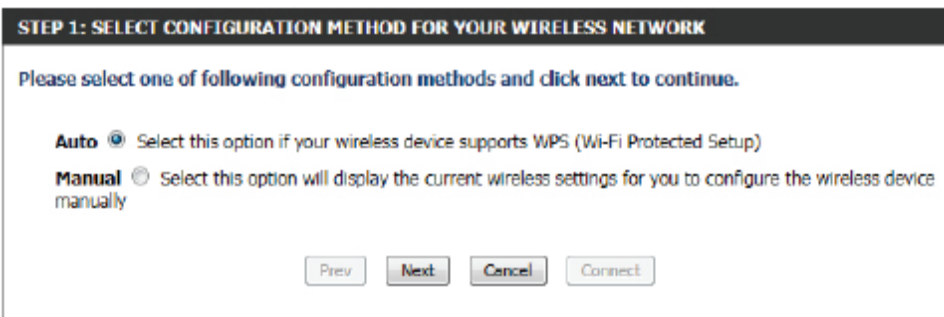 STEP 1: SELECT CONFIGURATION METHOD FOR YOUR WIRELESS NETWORK
Please select one of following configuration methods and click next to continue.
Auto Select this option if your wireless device supports WPS (Wi-Fi Protected Setup)
Manual Select this option will display the current wireless settings for you to configure the wireless device
manually
Prev Next Cancel Connect